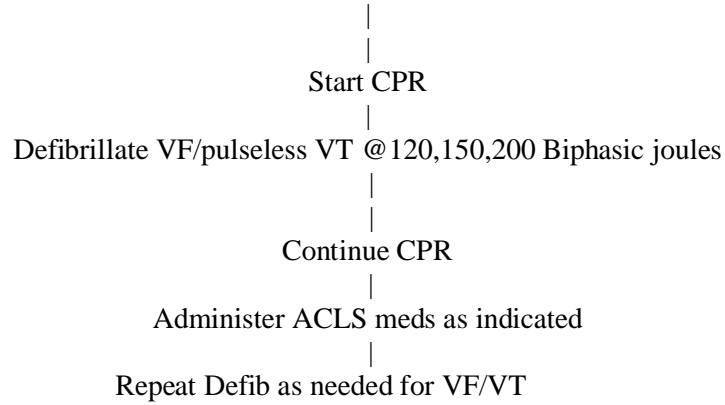 Start CPR
Defibrillate VF/pulseless VT @120,150,200 Biphasic joules
Continue CPR
Administer ACLS meds as indicated
Repeat Defib as needed for VF/VT